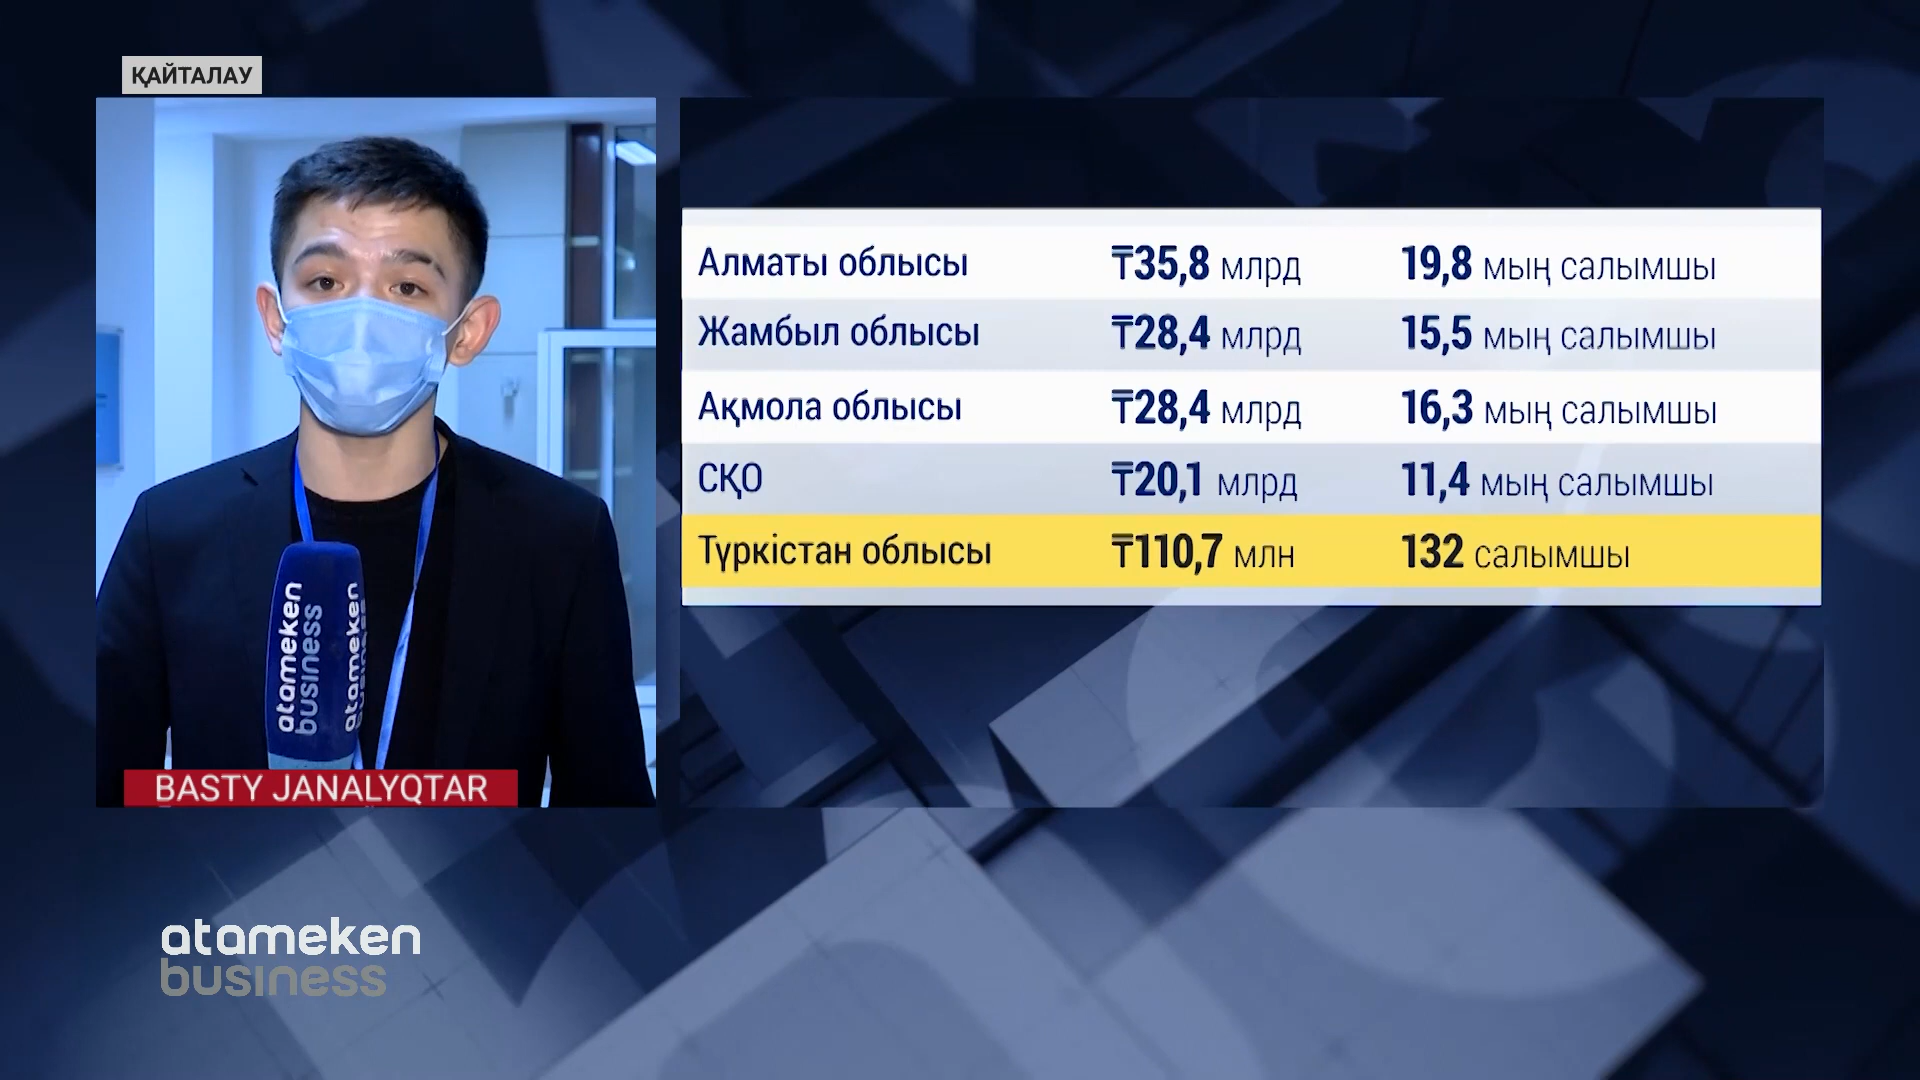 ҚАЙТАЛАУ
Алматы облысы ₸35,8 млрд 19,8 мың салымшы
Жамбыл облысы ₸28,4 млрд 15,5 мың салымшы
Ақмола облысы ₸28,4 млрд 16,3 мың салымшы
СҚО ₸20,1 млрд 11,4 мың салымшы
Түркістан облысы ₸110,7 млн 132 салымшы
atameken
business
atameken
business
BASTY JANALYQTAR
atameken
business